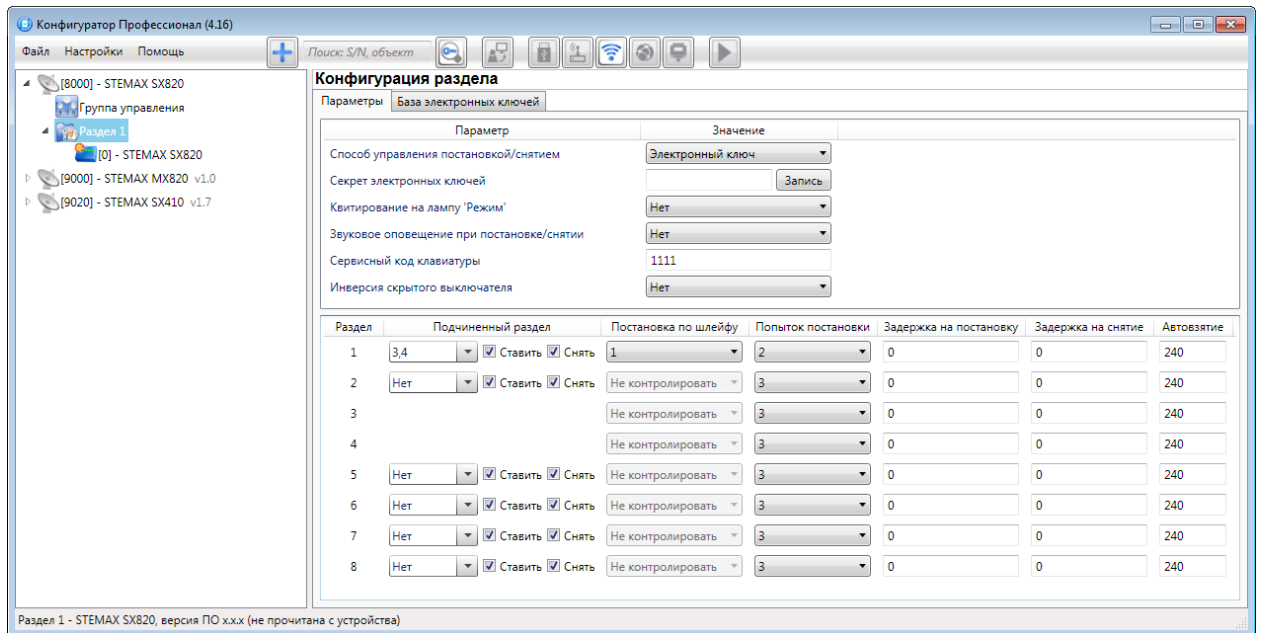 Конфигуратор Профессионал (4.16)
Файл Настройки Помощь Поиск: S/N, объект
[8000] - STEMAX SX820
Группа управления
Раздел 1
[0] - STEMAX SX820
[9000] - STEMAX MX820 v1.0
[9020] - STEMAX SX410 v1.7
Конфигурация раздела
Параметры База электронных ключей
Параметр Значение
Способ управления постановкой/снятием Электронный ключ
Секрет электронных ключей Запись
Квитирование на лампу 'Режим' Нет
Звуковое оповещение при постановке/снятии Нет
Сервисный код клавиатуры 1111
Инверсия скрытого выключателя Нет
Раздел Подчиненный раздел Постановка по шлейфу Попыток постановки Задержка на постановку Задержка на снятие Автовзятие
1 3,4 Ставить Снять 1 2 0 0 240
2 Нет Ставить Снять Не контролировать 3 0 0 240
3 Не контролировать 3 0 0 240
4 Не контролировать 3 0 0 240
5 Нет Ставить Снять Не контролировать 3 0 0 240
6 Нет Ставить Снять Не контролировать 3 0 0 240
7 Нет Ставить Снять Не контролировать 3 0 0 240
8 Нет Ставить Снять Не контролировать 3 0 0 240
Раздел 1 - STEMAX SX820, версия ПО x.x.x (не прочитана с устройства)